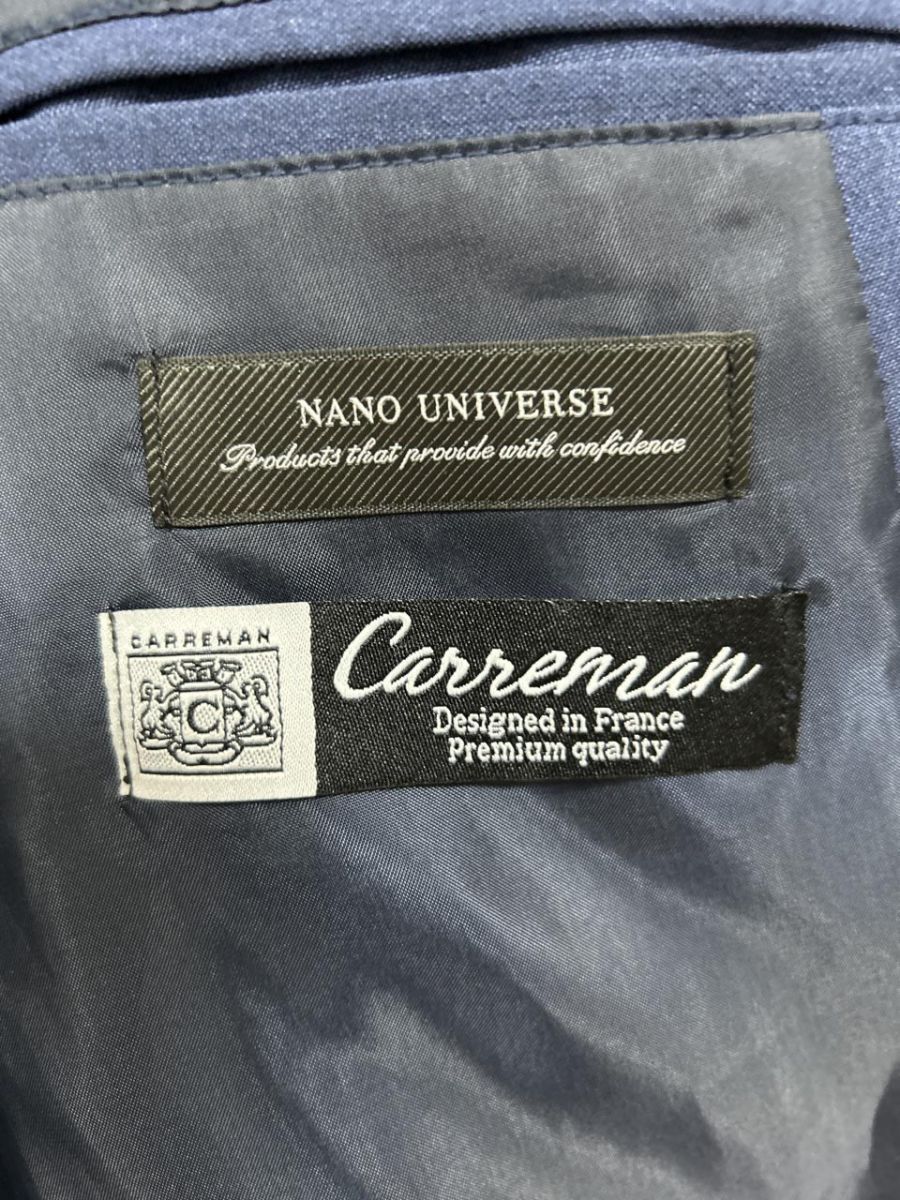 NANO UNIVERSE
Products that provide with confidence
CARREMAN
C
Carreman
Designed in France
Premium quality